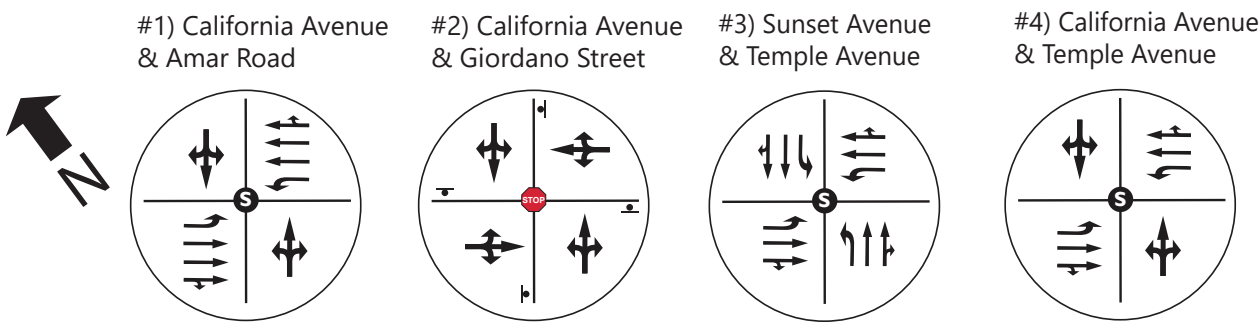 #1) California Avenue
& Amar Road
#2) California Avenue
& Giordano Street
#3) Sunset Avenue
& Temple Avenue
#4) California Avenue
& Temple Avenue
N
S
STOP
S
S